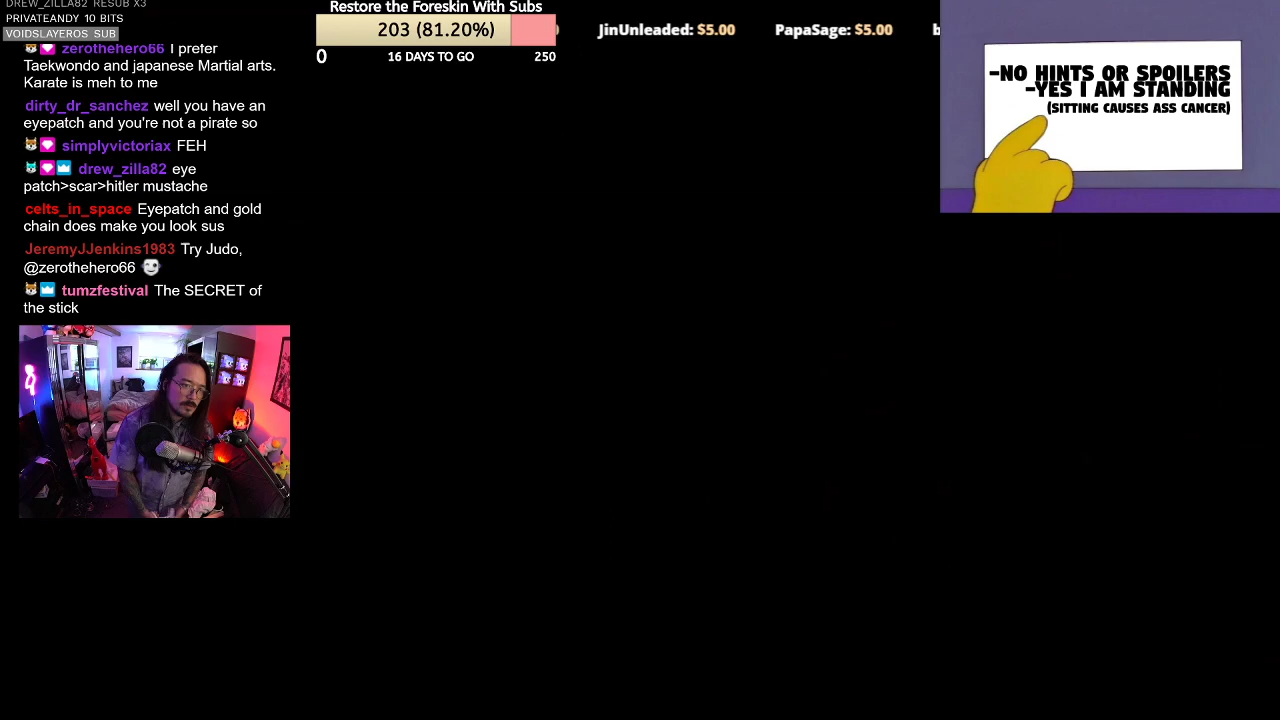 DREW_ZILLA82 RESUB X3
PRIVATEANDY 10 BITS
VOIDSLAYEROS SUB
zerothehero66 I preter
Taekwondo and japanese Martial arts.
Karate is meh to me
dirty_dr_sanchez well you have an
eyepatch and you're not a pirate so
simplyvictoriax FEH
drew_zilla82 eye
patch>scar>hitler mustache
celts_in_space Eyepatch and gold
chain does make you look sus
JeremyJJenkins1983 Try Judo,
@zerothehero66
tumzfestival The SECRET of
the stick
Restore the Foreskin With Subs
203 (81.20%)
0 16 DAYS TO GO 250
JinUnleaded: $5.00 PapaSage: $5.00
-NO HINTS OR SPOILERS
-YES I AM STANDING
(SITTING CAUSES ASS CANCER)